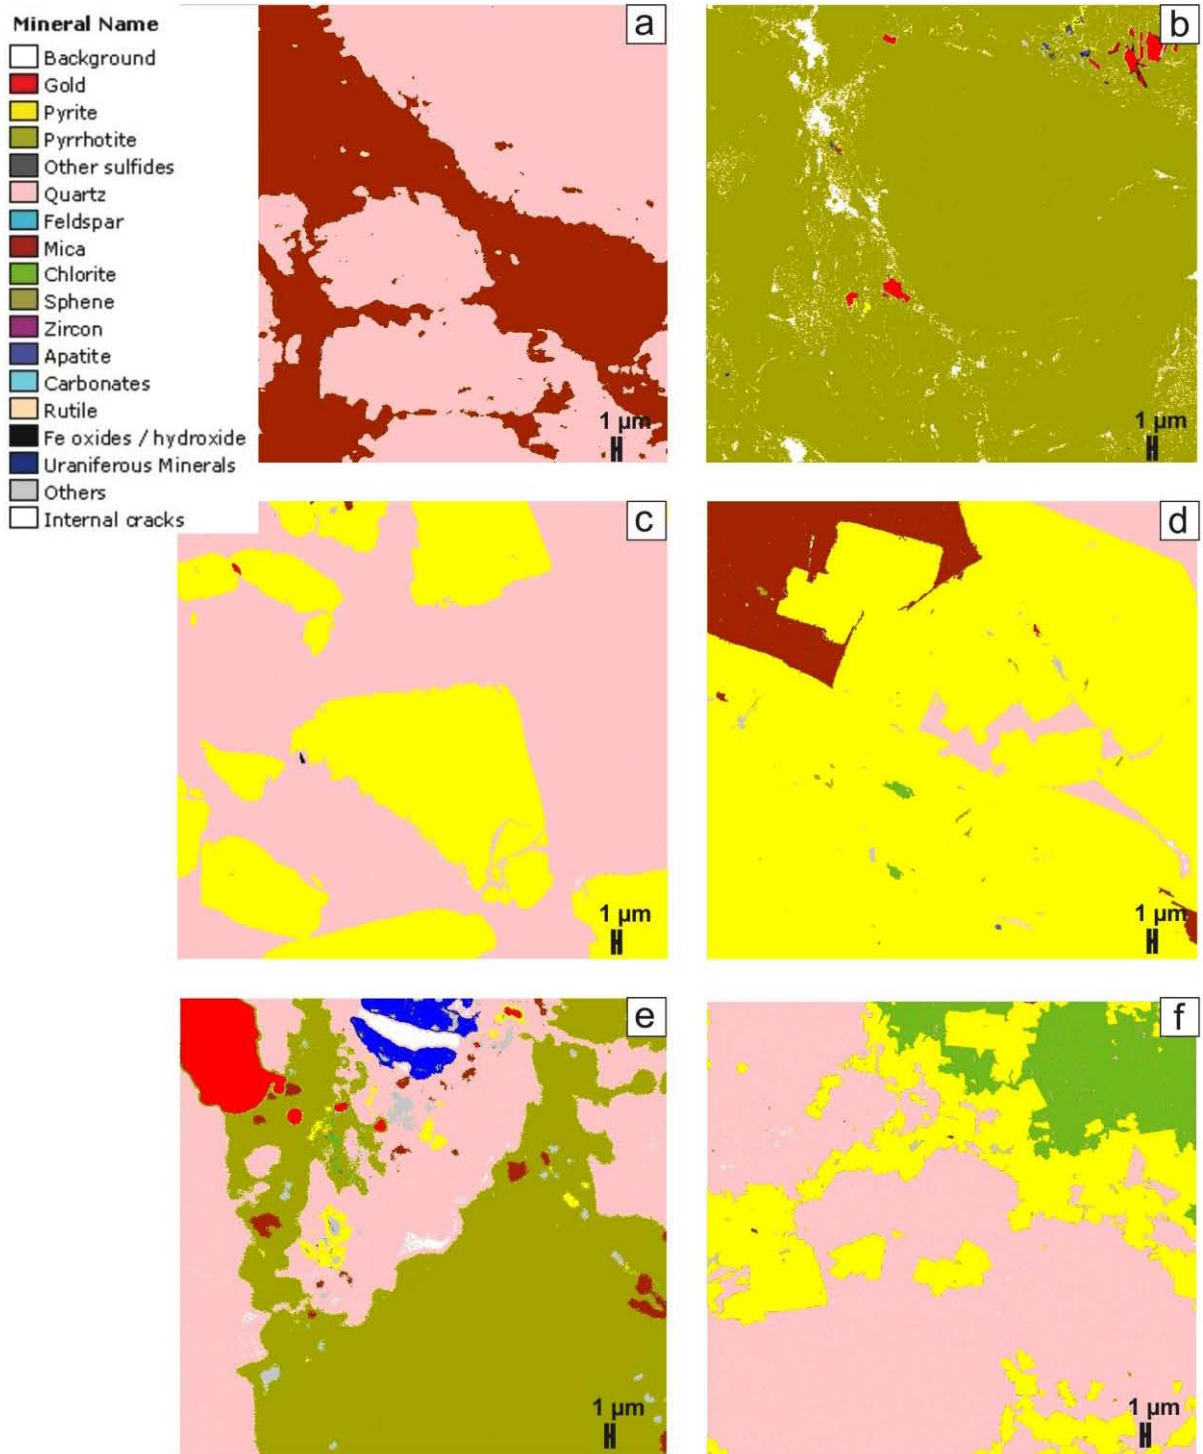 Mineral Name
Background
Gold
Pyrite
Pyrrhotite
Other sulfides
Quartz
Feldspar
Mica
Chlorite
Sphene
Zircon
Apatite
Carbonates
Rutile
Fe oxides / hydroxide
Uraniferous Minerals
Others
Internal cracks
a
1 µm
b
1 µm
c
1 µm
d
1 µm
e
1 µm
f
1 µm